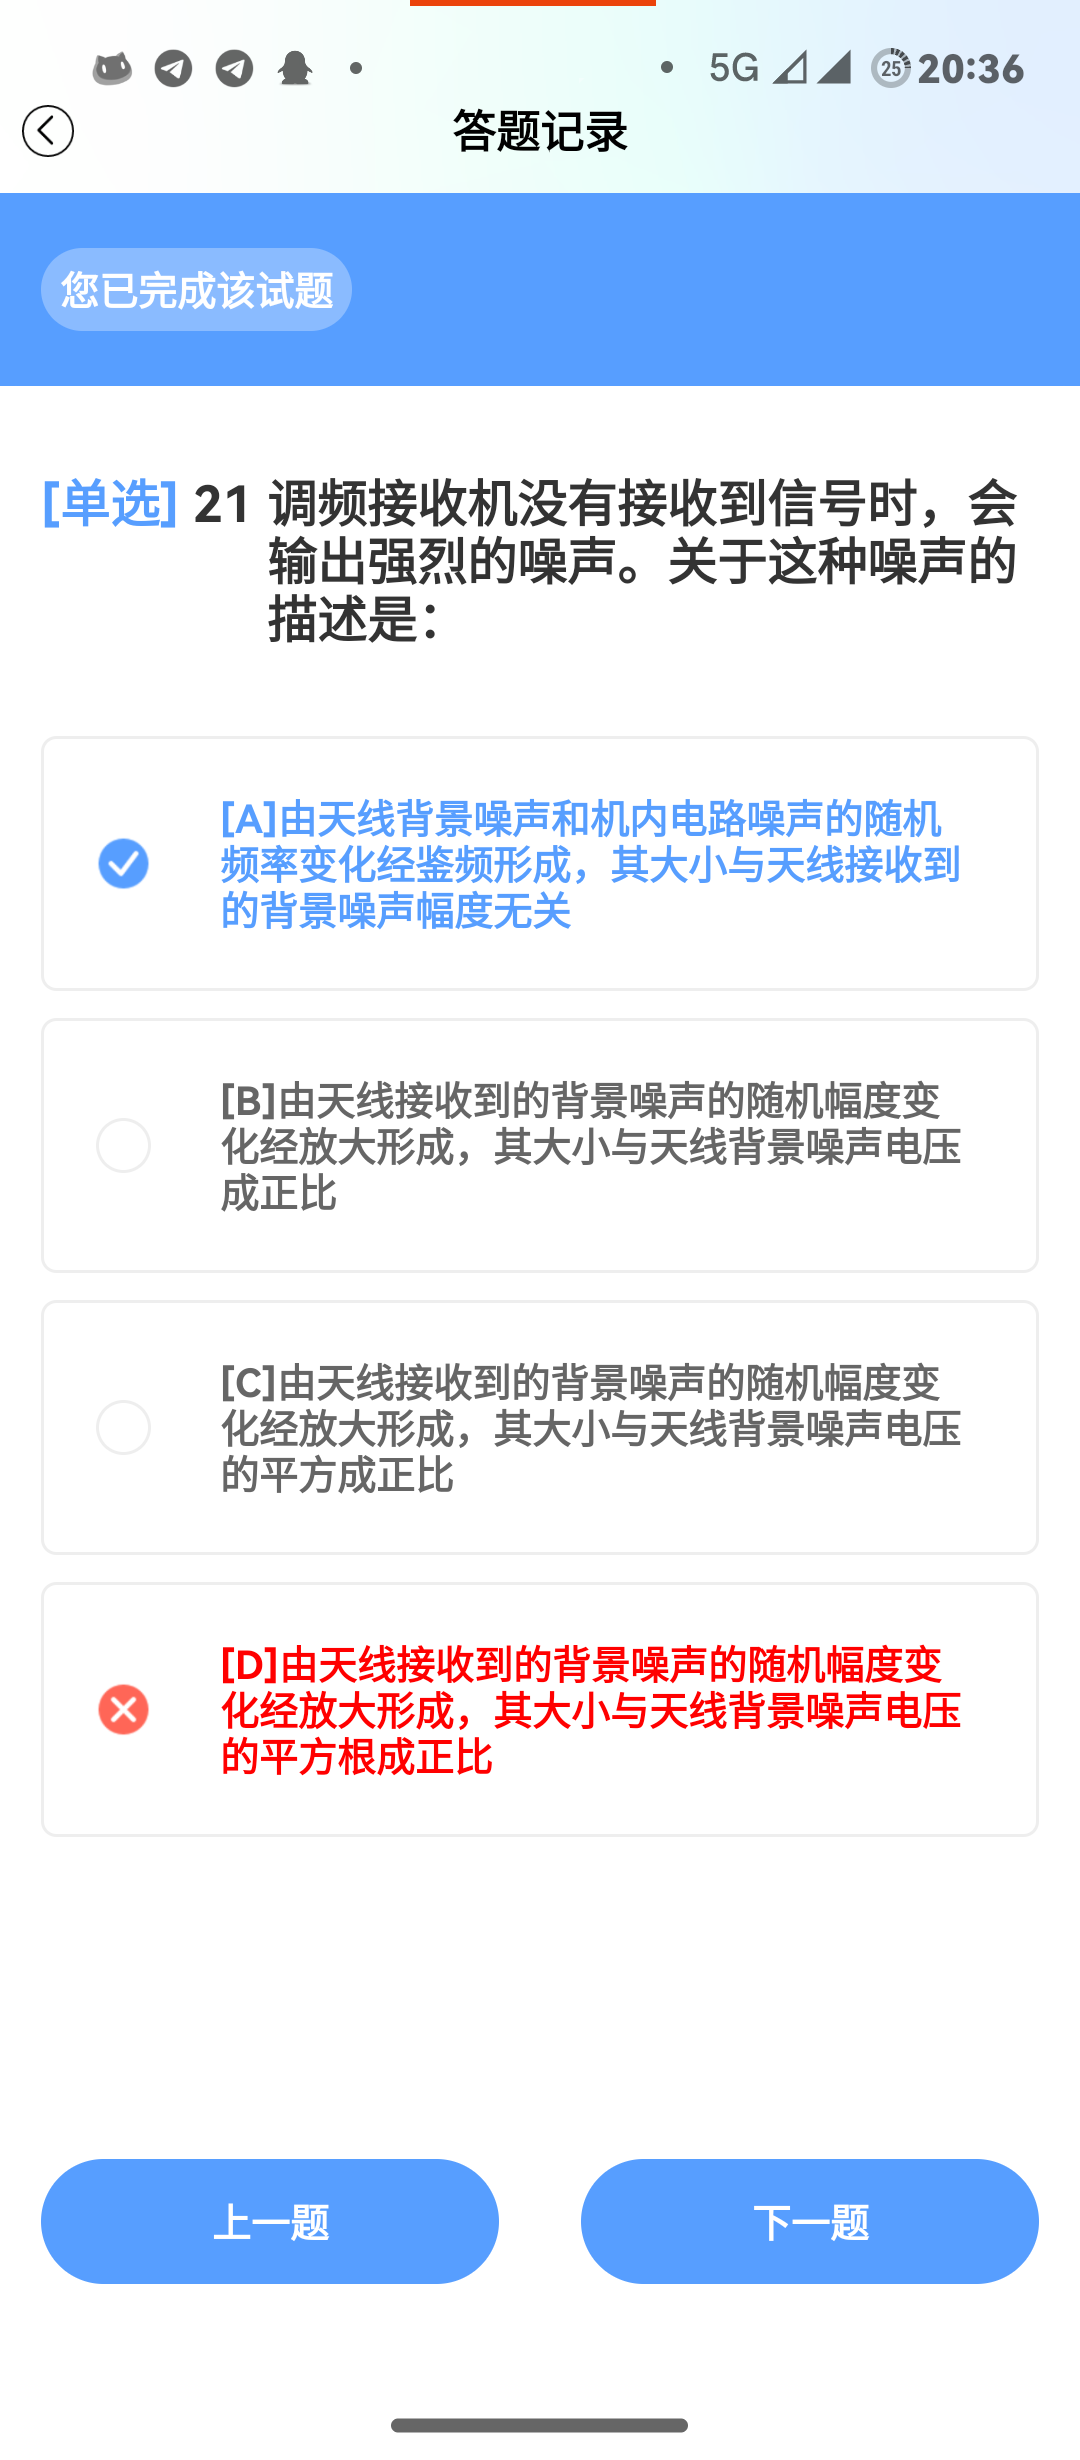 5G 25 20:36
答题记录
您已完成该试题
[单选] 21 调频接收机没有接收到信号时，会
输出强烈的噪声。关于这种噪声的
描述是：
[A]由天线背景噪声和机内电路噪声的随机
频率变化经鉴频形成，其大小与天线接收到
的背景噪声幅度无关
[B]由天线接收到的背景噪声的随机幅度变
化经放大形成，其大小与天线背景噪声电压
成正比
[C]由天线接收到的背景噪声的随机幅度变
化经放大形成，其大小与天线背景噪声电压
的平方成正比
[D]由天线接收到的背景噪声的随机幅度变
化经放大形成，其大小与天线背景噪声电压
的平方根成正比
上一题
下一题